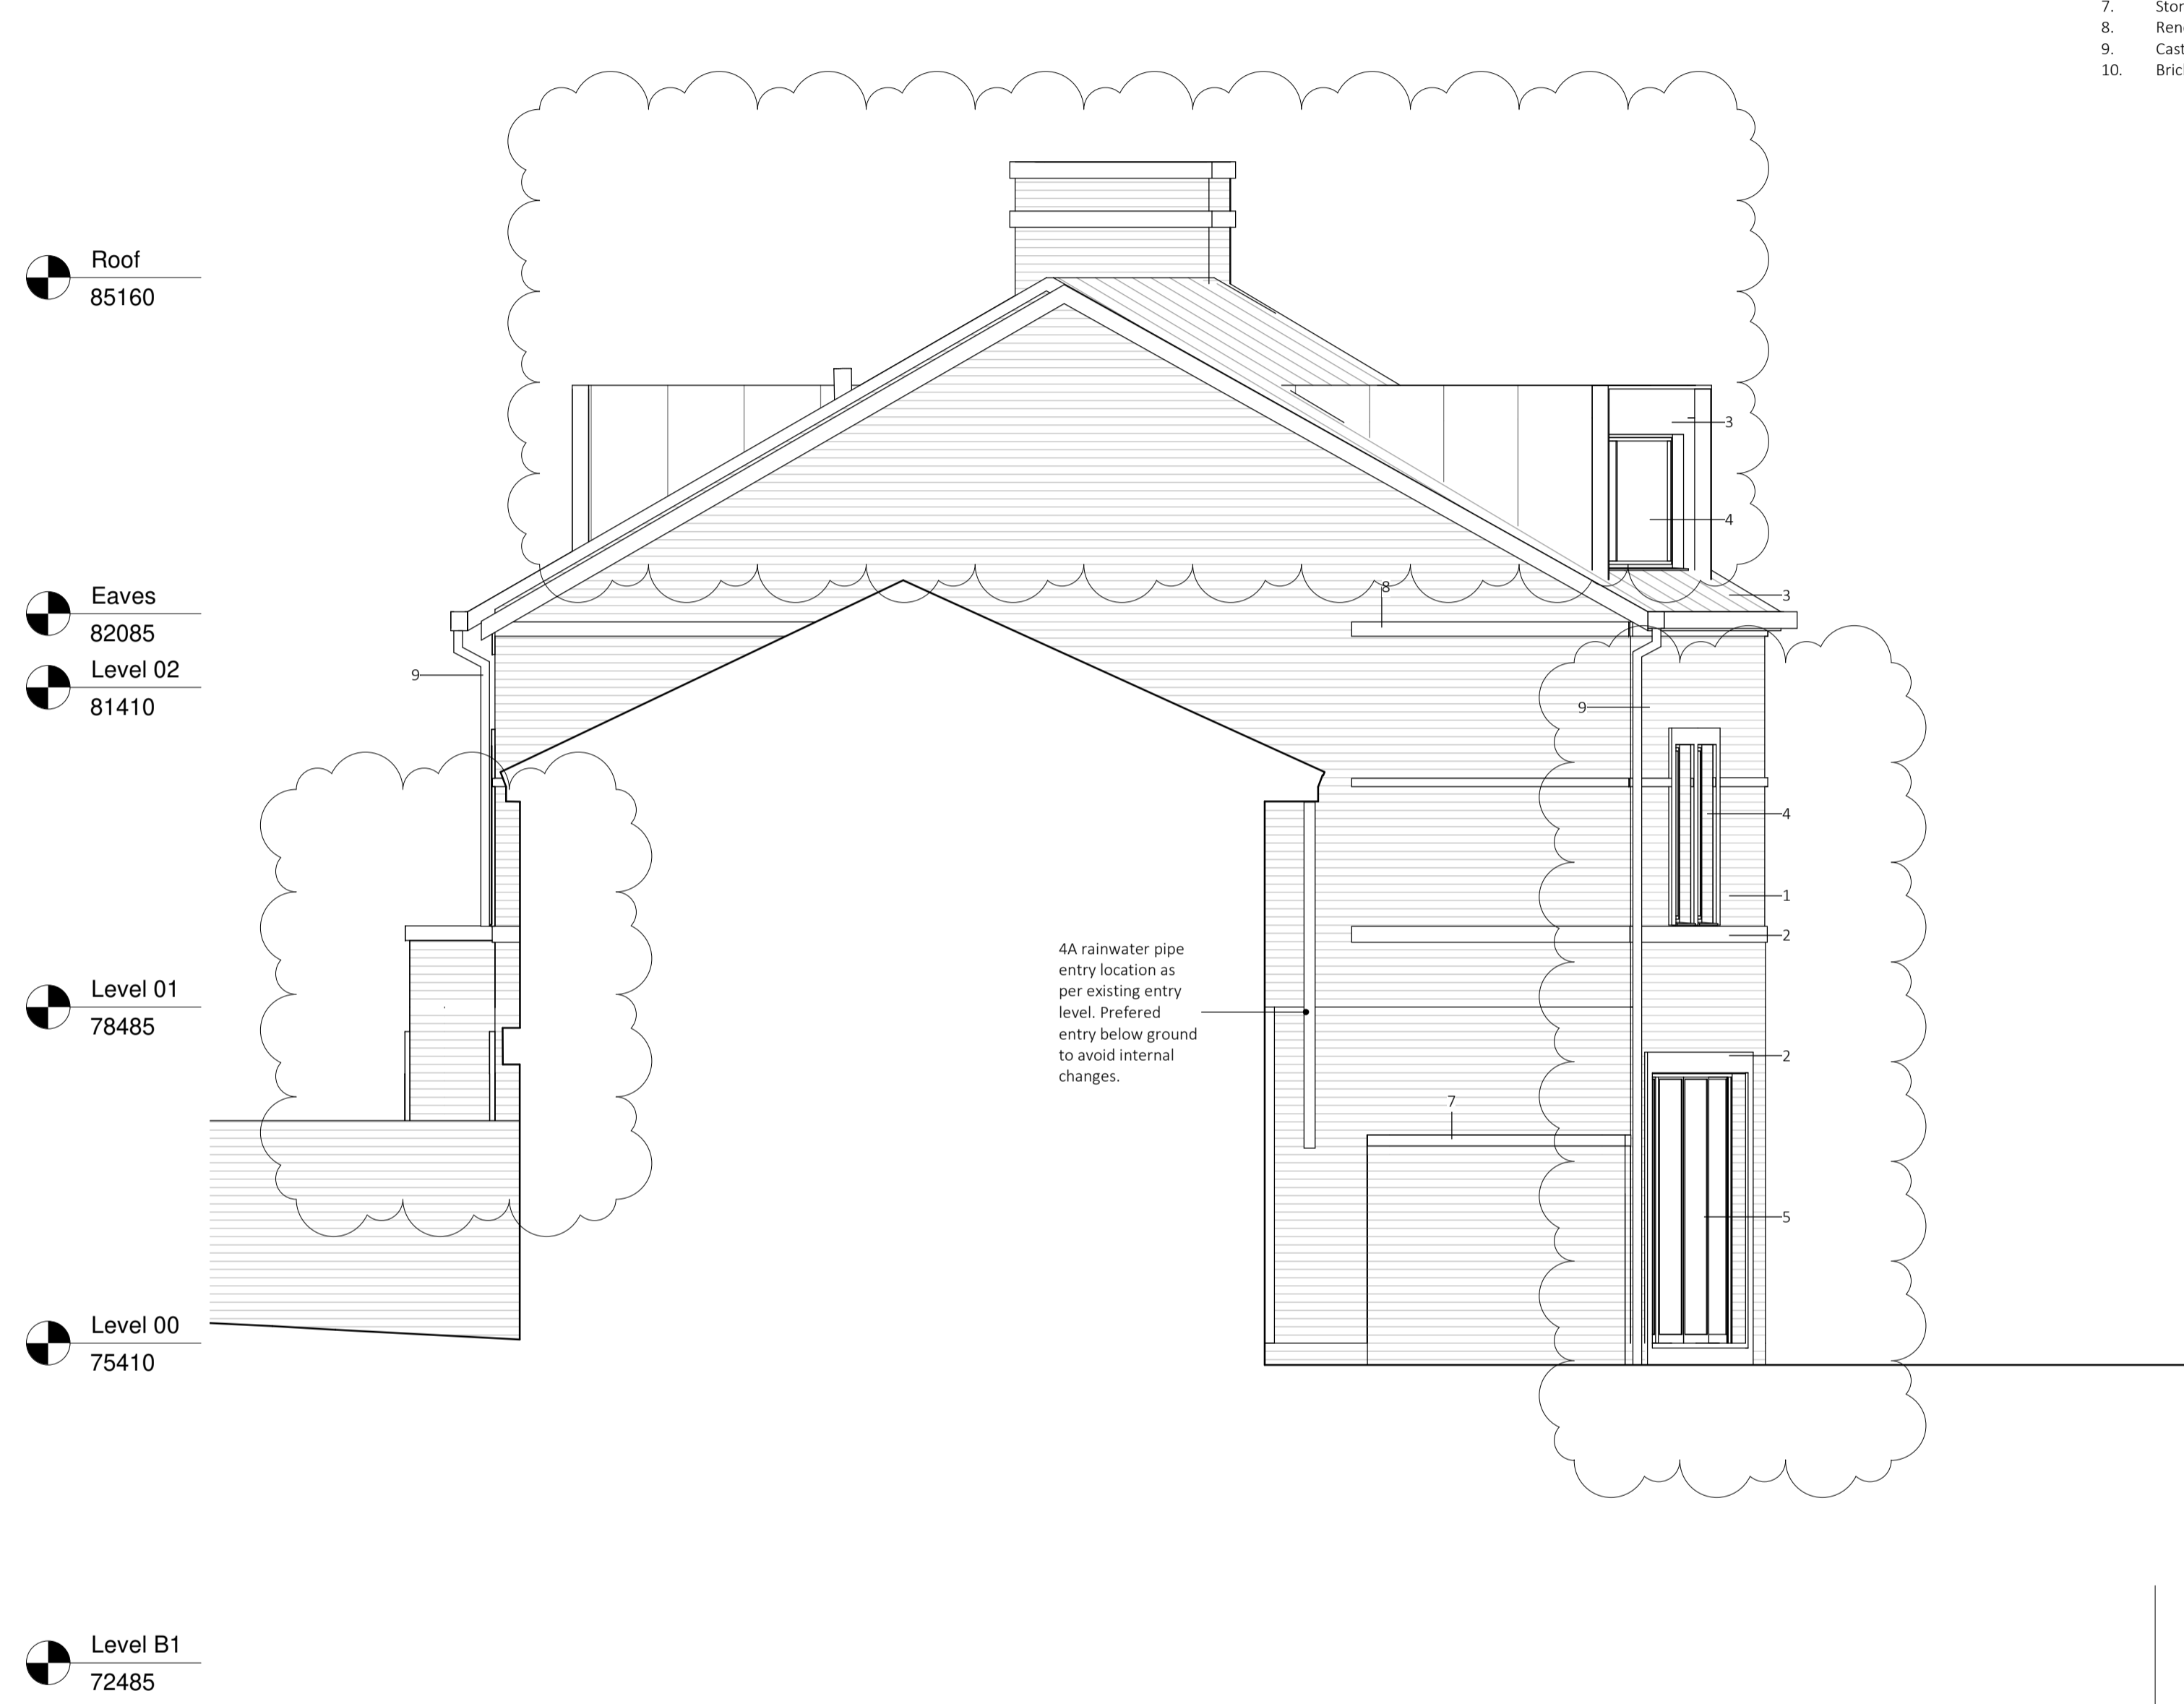 7.
8.
9.
10.
Roof
85160
3
4
8
3
Eaves
82085
Level 02
81410
9
9
4
1
2
4A rainwater pipe
entry location as
per existing entry
level. Prefered
entry below ground
to avoid internal
changes.
Level 01
78485
2
7
5
Level 00
75410
Level B1
72485